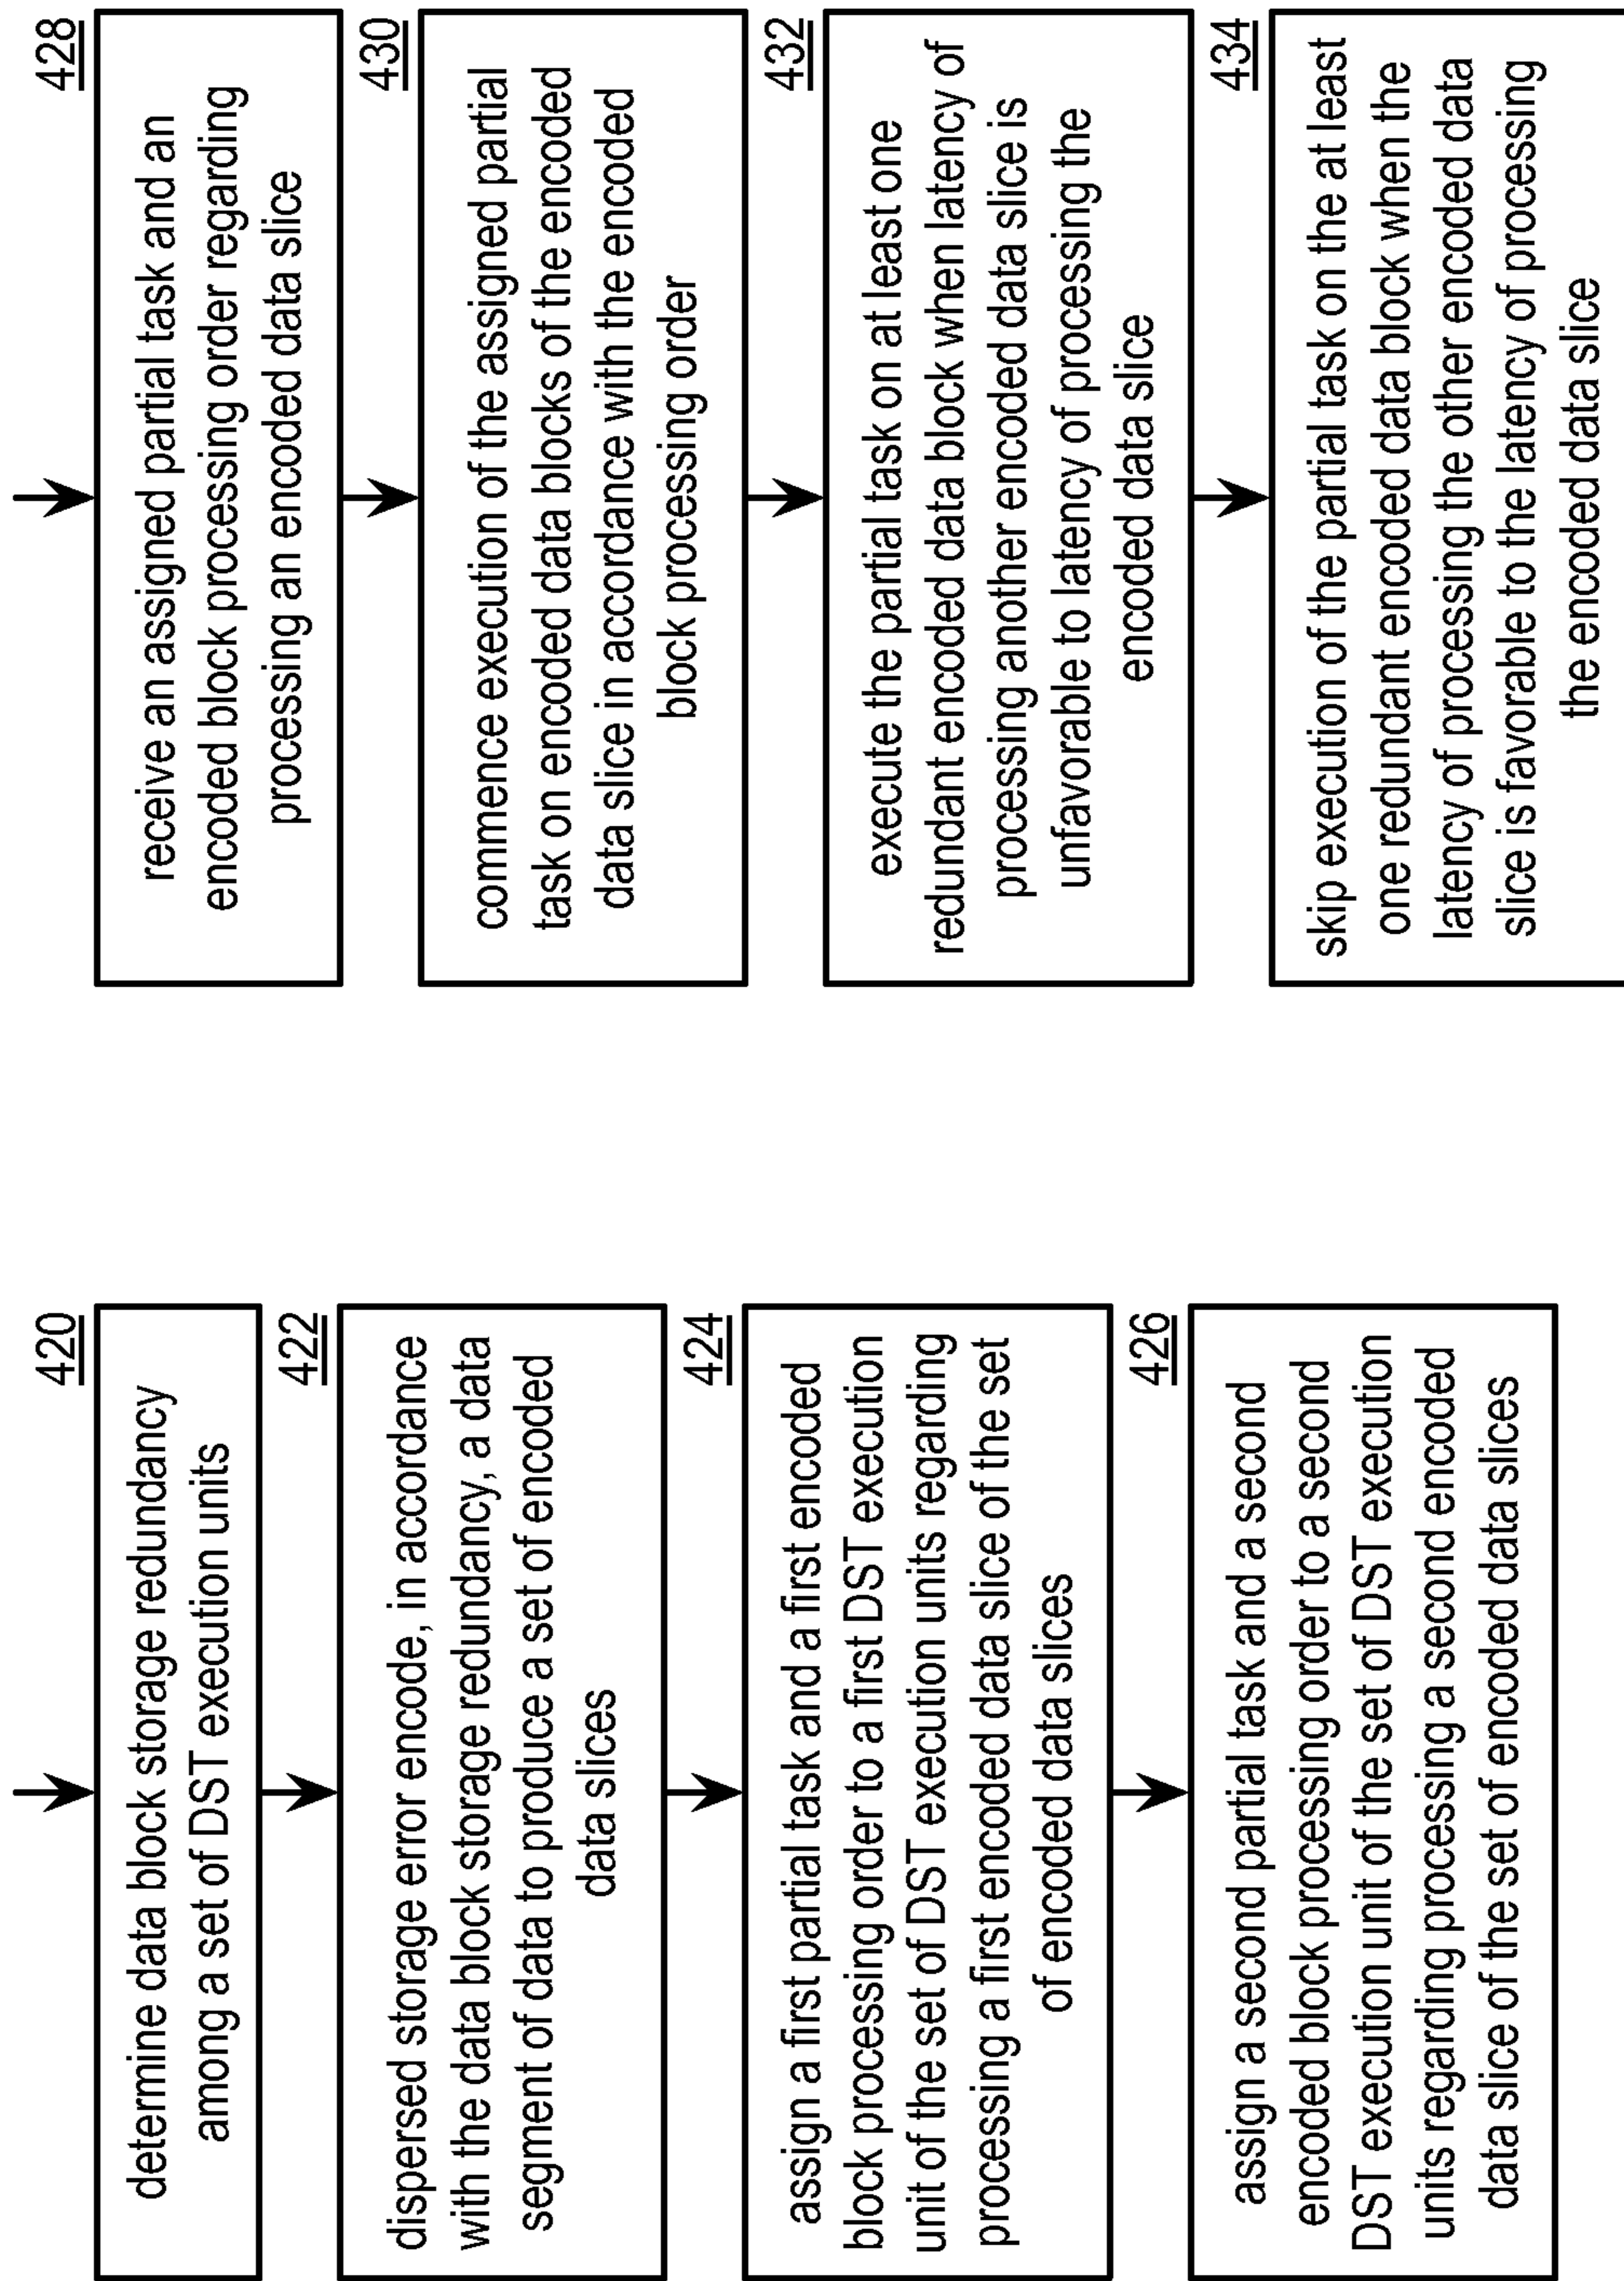 420
determine data block storage redundancy
among a set of DST execution units
422
dispersed storage error encode, in accordance
with the data block storage redundancy, a data
segment of data to produce a set of encoded
data slices
424
assign a first partial task and a first encoded
block processing order to a first DST execution
unit of the set of DST execution units regarding
processing a first encoded data slice of the set
of encoded data slices
426
assign a second partial task and a second
encoded block processing order to a second
DST execution unit of the set of DST execution
units regarding processing a second encoded
data slice of the set of encoded data slices
428
receive an assigned partial task and an
encoded block processing order regarding
processing an encoded data slice
430
commence execution of the assigned partial
task on encoded data blocks of the encoded
data slice in accordance with the encoded
block processing order
432
execute the partial task on at least one
redundant encoded data block when latency of
processing another encoded data slice is
unfavorable to latency of processing the
encoded data slice
434
skip execution of the partial task on the at least
one redundant encoded data block when the
latency of processing the other encoded data
slice is favorable to the latency of processing
the encoded data slice